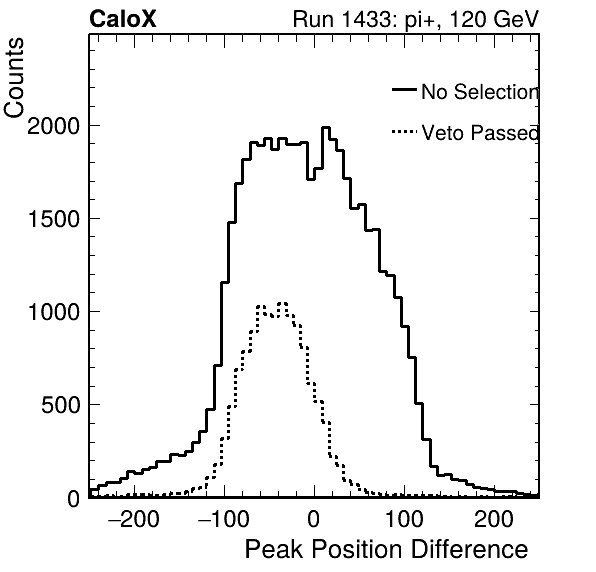 CaloX Run 1433: pi+, 120 GeV
Counts
No Selection
Veto Passed
2000
1500
1000
500
0
−200 −100 0 100 200
Peak Position Difference